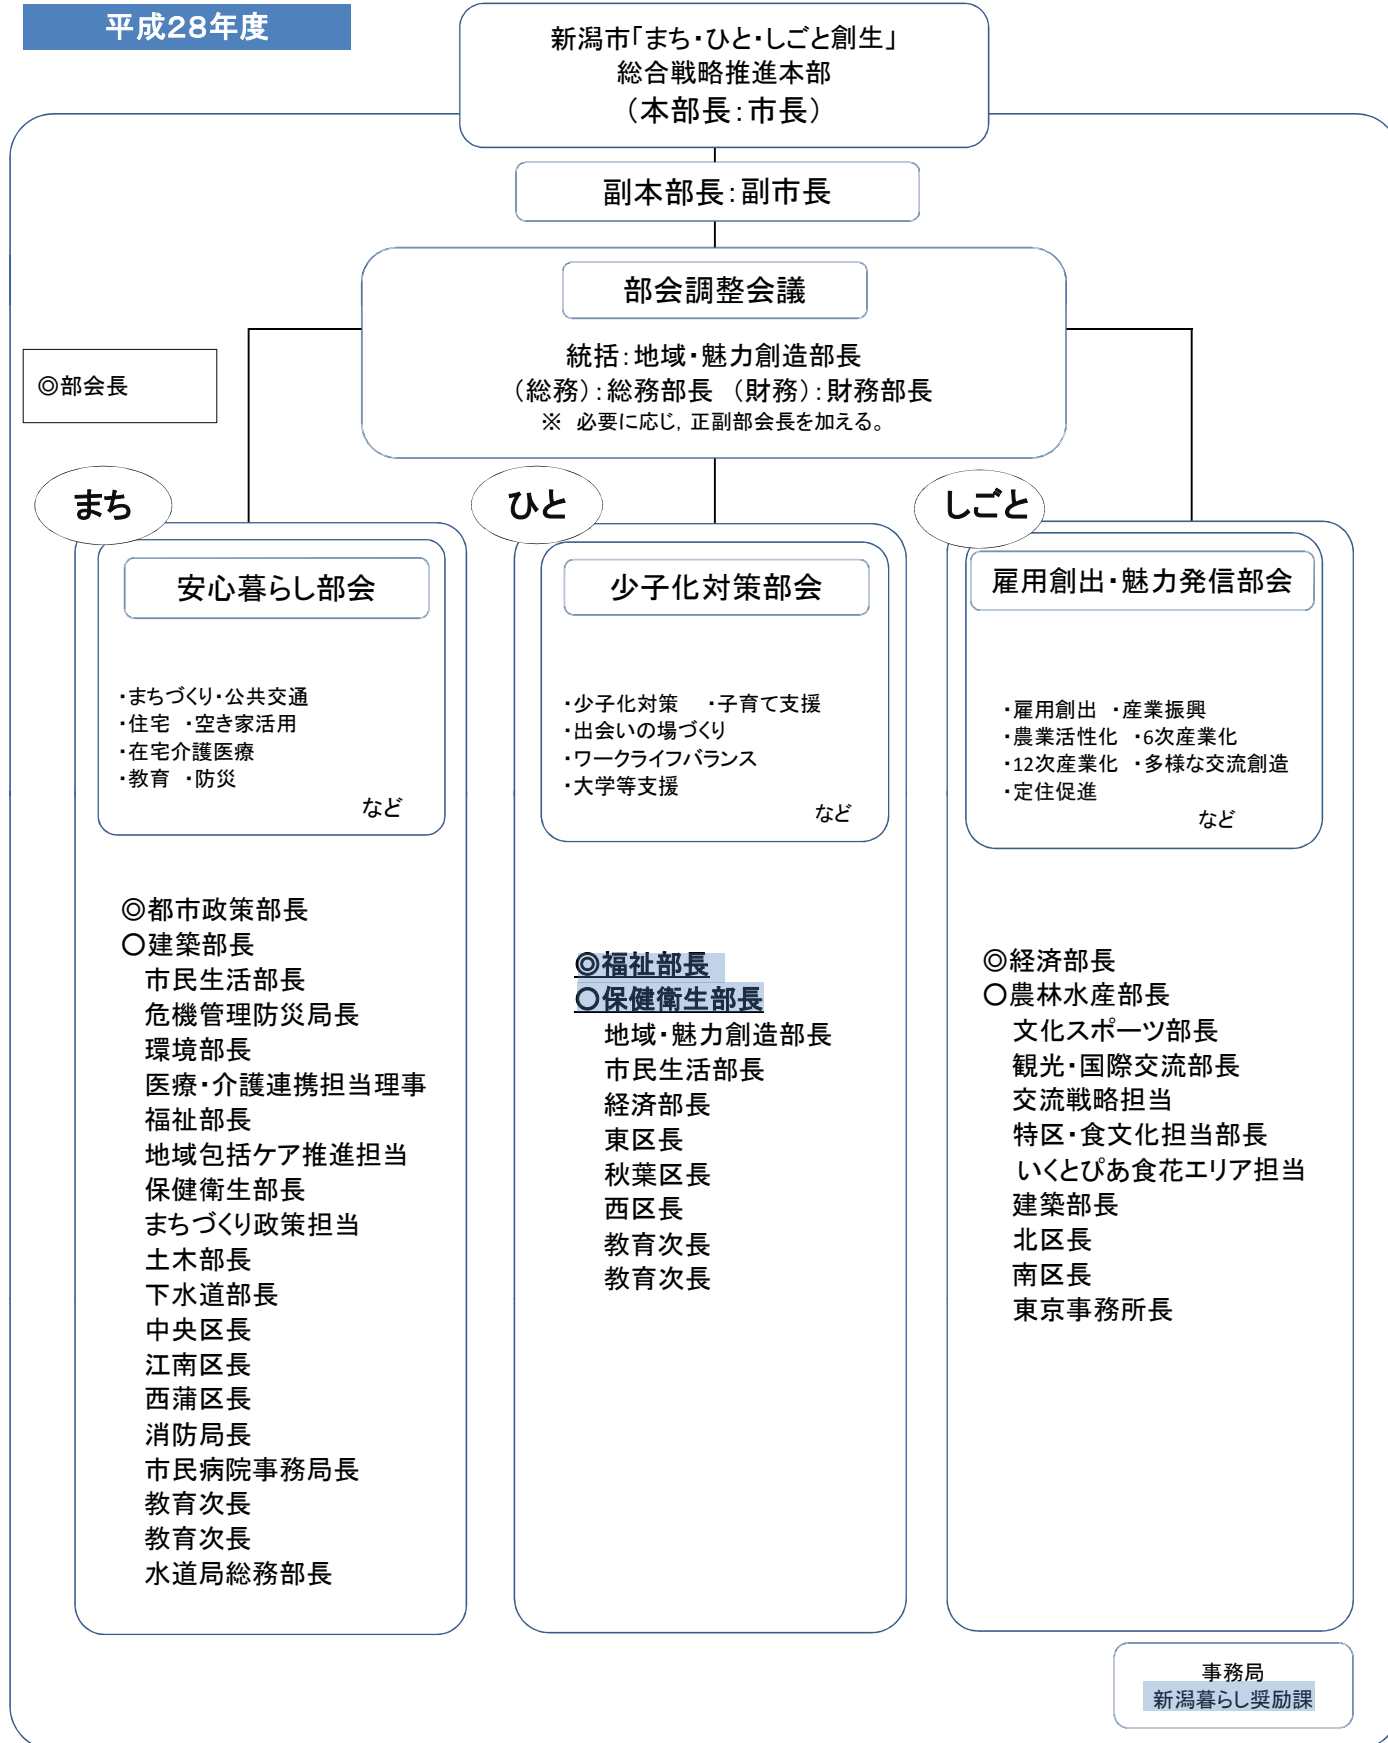 平成28年度
新潟市「まち・ひと・しごと創生」
総合戦略推進本部
（本部長：市長）
副本部長：副市長
部会調整会議
統括：地域・魅力創造部長
（総務）：総務部長　（財務）：財務部長
※　必要に応じ，正副部会長を加える。
◎部会長
まち
安心暮らし部会
・まちづくり・公共交通
・住宅　・空き家活用
・在宅介護医療
・教育　・防災
など
◎都市政策部長
○建築部長
市民生活部長
危機管理防災局長
環境部長
医療・介護連携担当理事
福祉部長
地域包括ケア推進担当
保健衛生部長
まちづくり政策担当
土木部長
下水道部長
中央区長
江南区長
西蒲区長
消防局長
市民病院事務局長
教育次長
教育次長
水道局総務部長
ひと
少子化対策部会
・少子化対策　・子育て支援
・出会いの場づくり
・ワークライフバランス
・大学等支援
など
◎福祉部長
○保健衛生部長
地域・魅力創造部長
市民生活部長
経済部長
東区長
秋葉区長
西区長
教育次長
教育次長
しごと
雇用創出・魅力発信部会
・雇用創出　・産業振興
・農業活性化　・6次産業化
・12次産業化　・多様な交流創造
・定住促進
など
◎経済部長
○農林水産部長
文化スポーツ部長
観光・国際交流部長
交流戦略担当
特区・食文化担当部長
いくとぴあ食花エリア担当
建築部長
北区長
南区長
東京事務所長
事務局
新潟暮らし奨励課